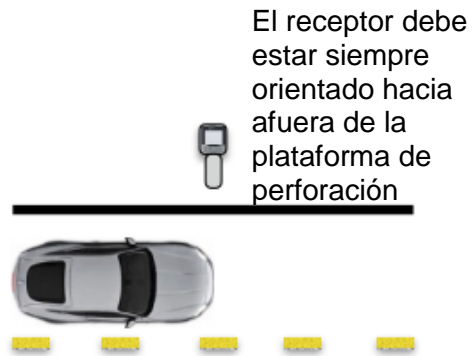 El receptor debe
estar siempre
orientado hacia
afuera de la
plataforma de
perforación